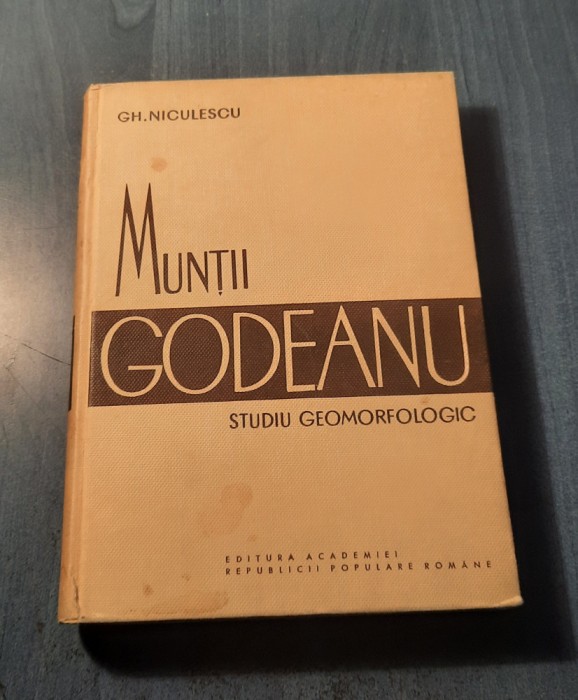 GH. NICULESCU
MUNȚII
GODEANU
STUDIU GEOMORFOLOGIC
EDITURA ACADEMIEI
REPUBLICII POPULARE ROMÂNE